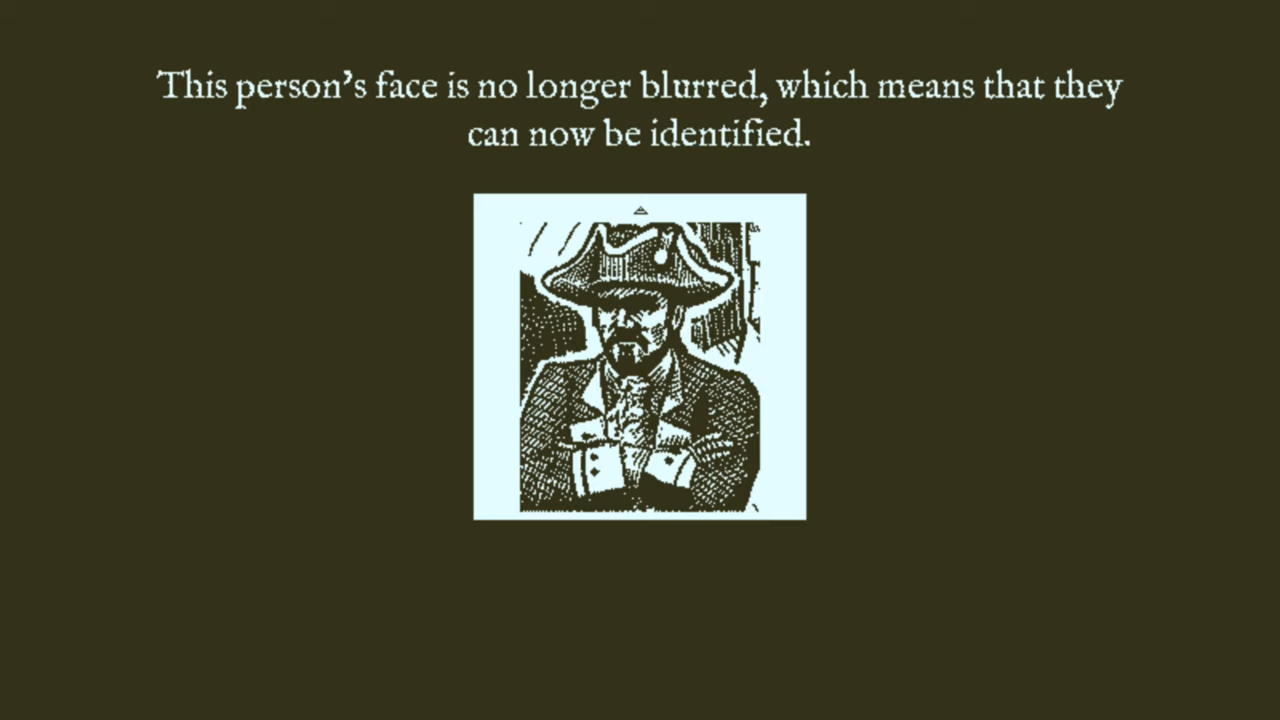 This person's face is no longer blurred, which means that they
can now be identified.